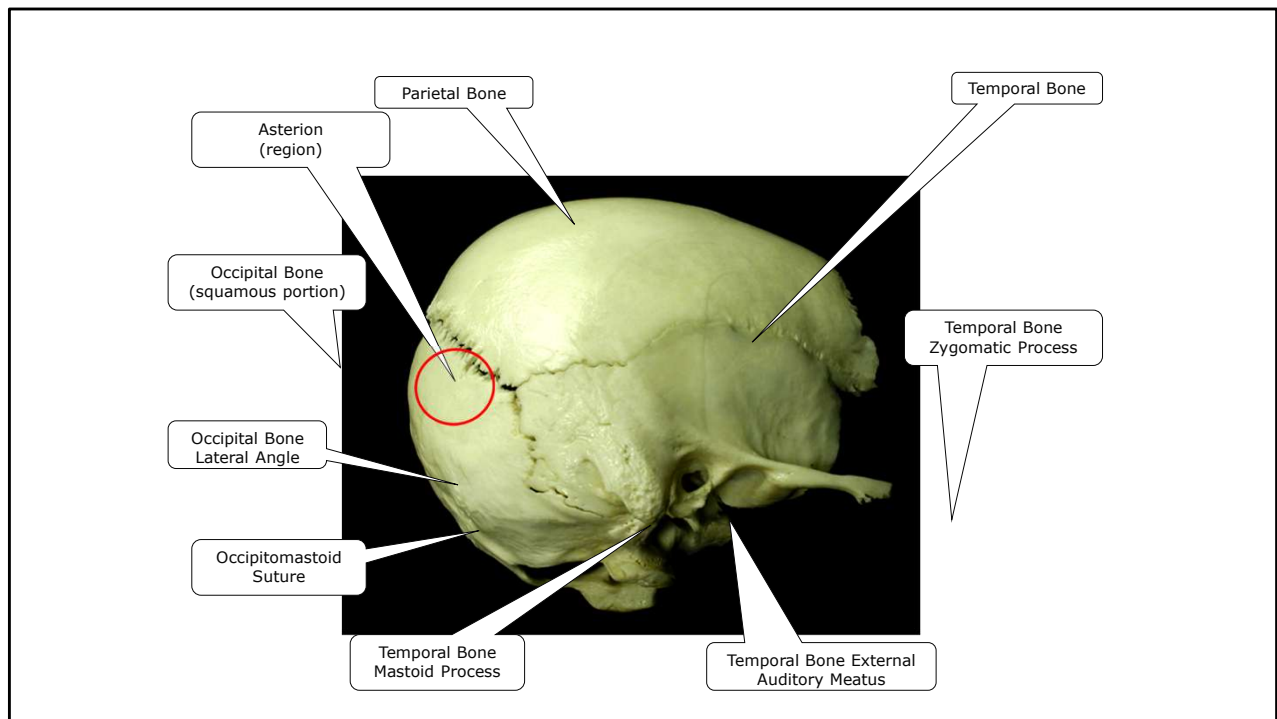 Parietal Bone
Temporal Bone
Asterion
(region)
Occipital Bone
(squamous portion)
Temporal Bone
Zygomatic Process
Occipital Bone
Lateral Angle
Occipitomastoid
Suture
Temporal Bone
Mastoid Process
Temporal Bone External
Auditory Meatus